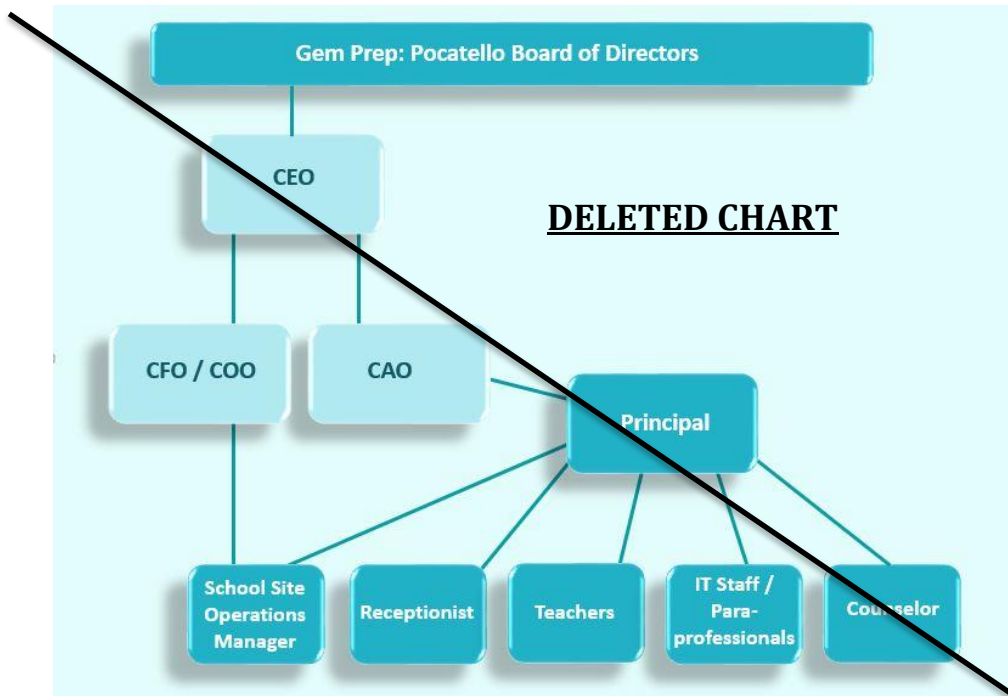 Gem Prep: Pocatello Board of Directors
CEO
DELETED CHART
CFO / COO
CAO
Principal
School Site
Operations
Manager
Receptionist
Teachers
IT Staff /
Para-
professionals
Counselor